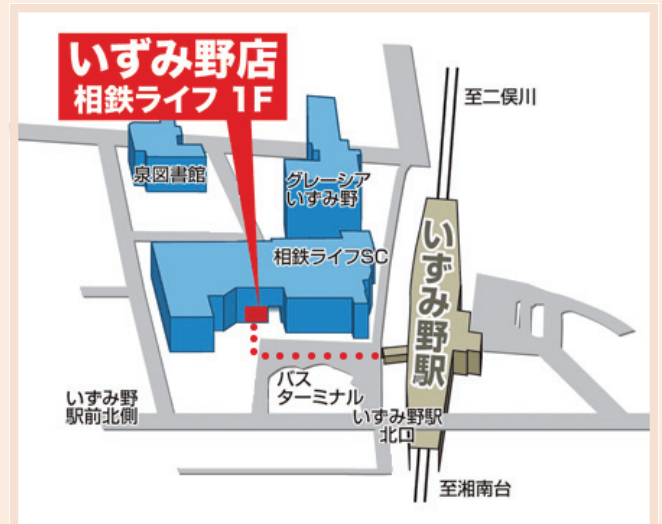 いずみ野店
相鉄ライフ 1F
至二俣川
泉図書館
グレーシア
いずみ野
相鉄ライフSC
いずみ野駅
バス
ターミナル
いずみ野
駅前北側
いずみ野駅
北口
至湘南台